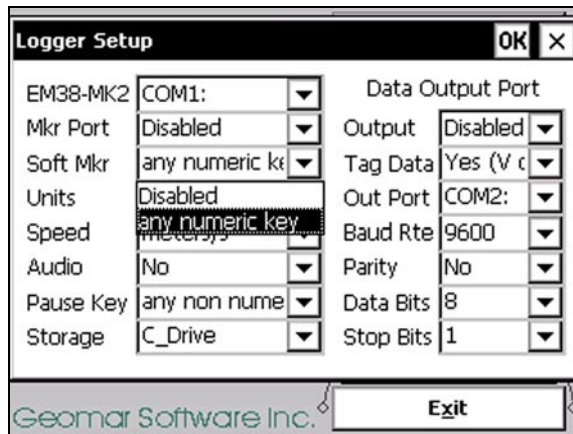 Logger Setup OK ×
EM38-MK2 COM1:
Mkr Port Disabled
Soft Mkr any numeric ke
Units Disabled
any numeric key
Speed meters/s
Audio No
Pause Key any non nume
Storage C_Drive
Data Output Port
Output Disabled
Tag Data Yes (V c
Out Port COM2:
Baud Rte 9600
Parity No
Data Bits 8
Stop Bits 1
Geomar Software Inc.
Exit